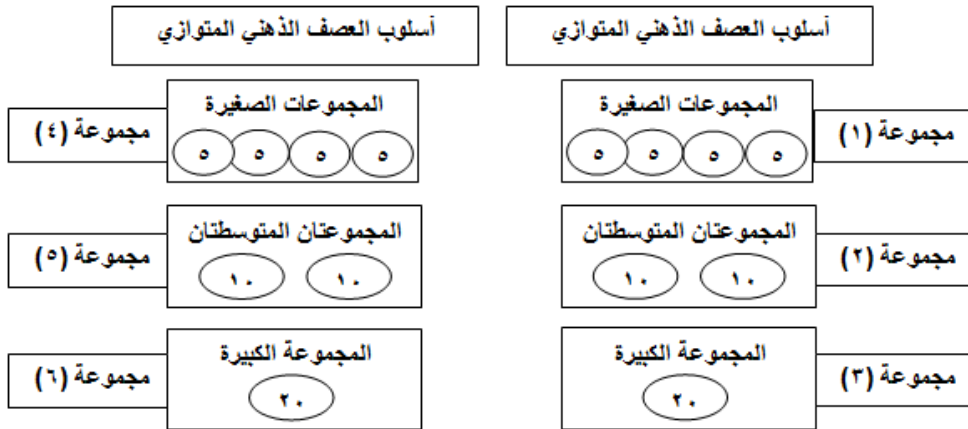 أسلوب العصف الذهني المتوازي
أسلوب العصف الذهني المتوازي
مجموعة (١)
المجموعات الصغيرة
٥ ٥ ٥ ٥
المجموعات الصغيرة
٥ ٥ ٥ ٥
مجموعة (٤)
مجموعة (٢)
المجموعتان المتوسطتان
١٠ ١٠
المجموعتان المتوسطتان
١٠ ١٠
مجموعة (٥)
مجموعة (٣)
المجموعة الكبيرة
٢٠
المجموعة الكبيرة
٢٠
مجموعة (٦)